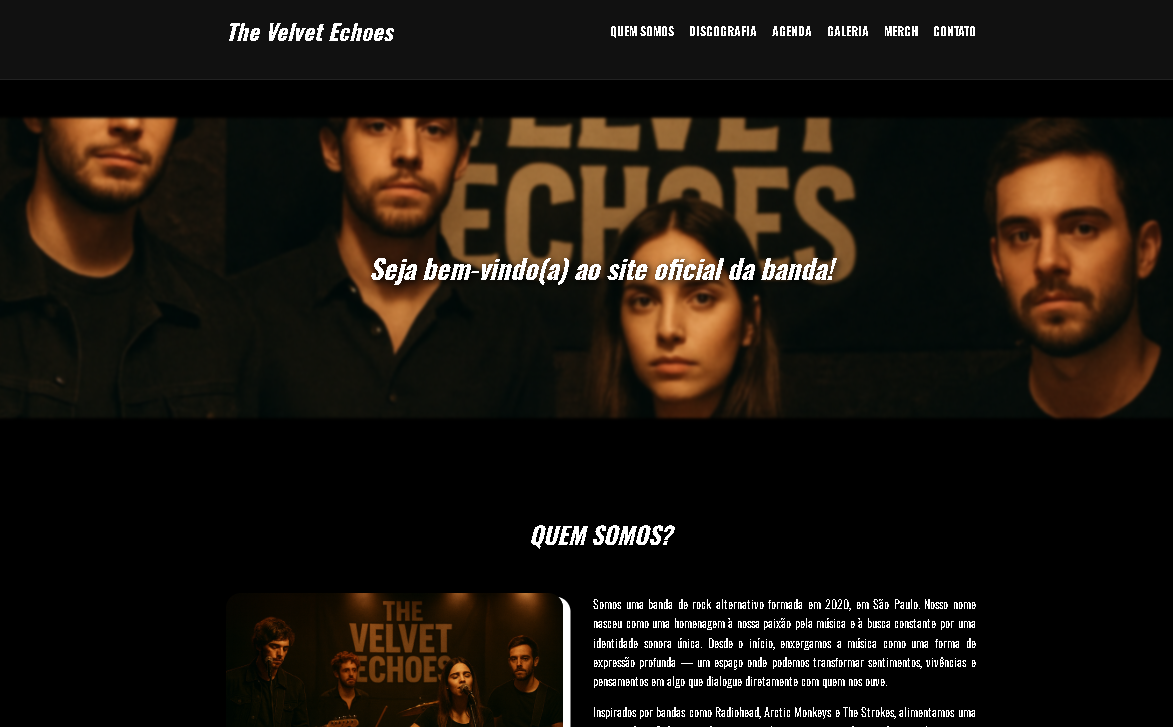 The Velvet Echoes
QUEM SOMOS DISCOGRAFIA AGENDA GALERIA MERCH CONTATO
ECHOES
Seja bem-vindo(a) ao site oficial da banda!
QUEM SOMOS?
THE
VELVET
ECHOES
Somos uma banda de rock alternativo formada em 2020, em São Paulo. Nosso nome
nasceu como uma homenagem à nossa paixão pela música e à busca constante por uma
identidade sonora única. Desde o início, enxergamos a música como uma forma de
expressão profunda — um espaço onde podemos transformar sentimentos, vivências e
pensamentos em algo que dialogue diretamente com quem nos ouve.
Inspirados por bandas como Radiohead, Arctic Monkeys e The Strokes, alimentamos uma